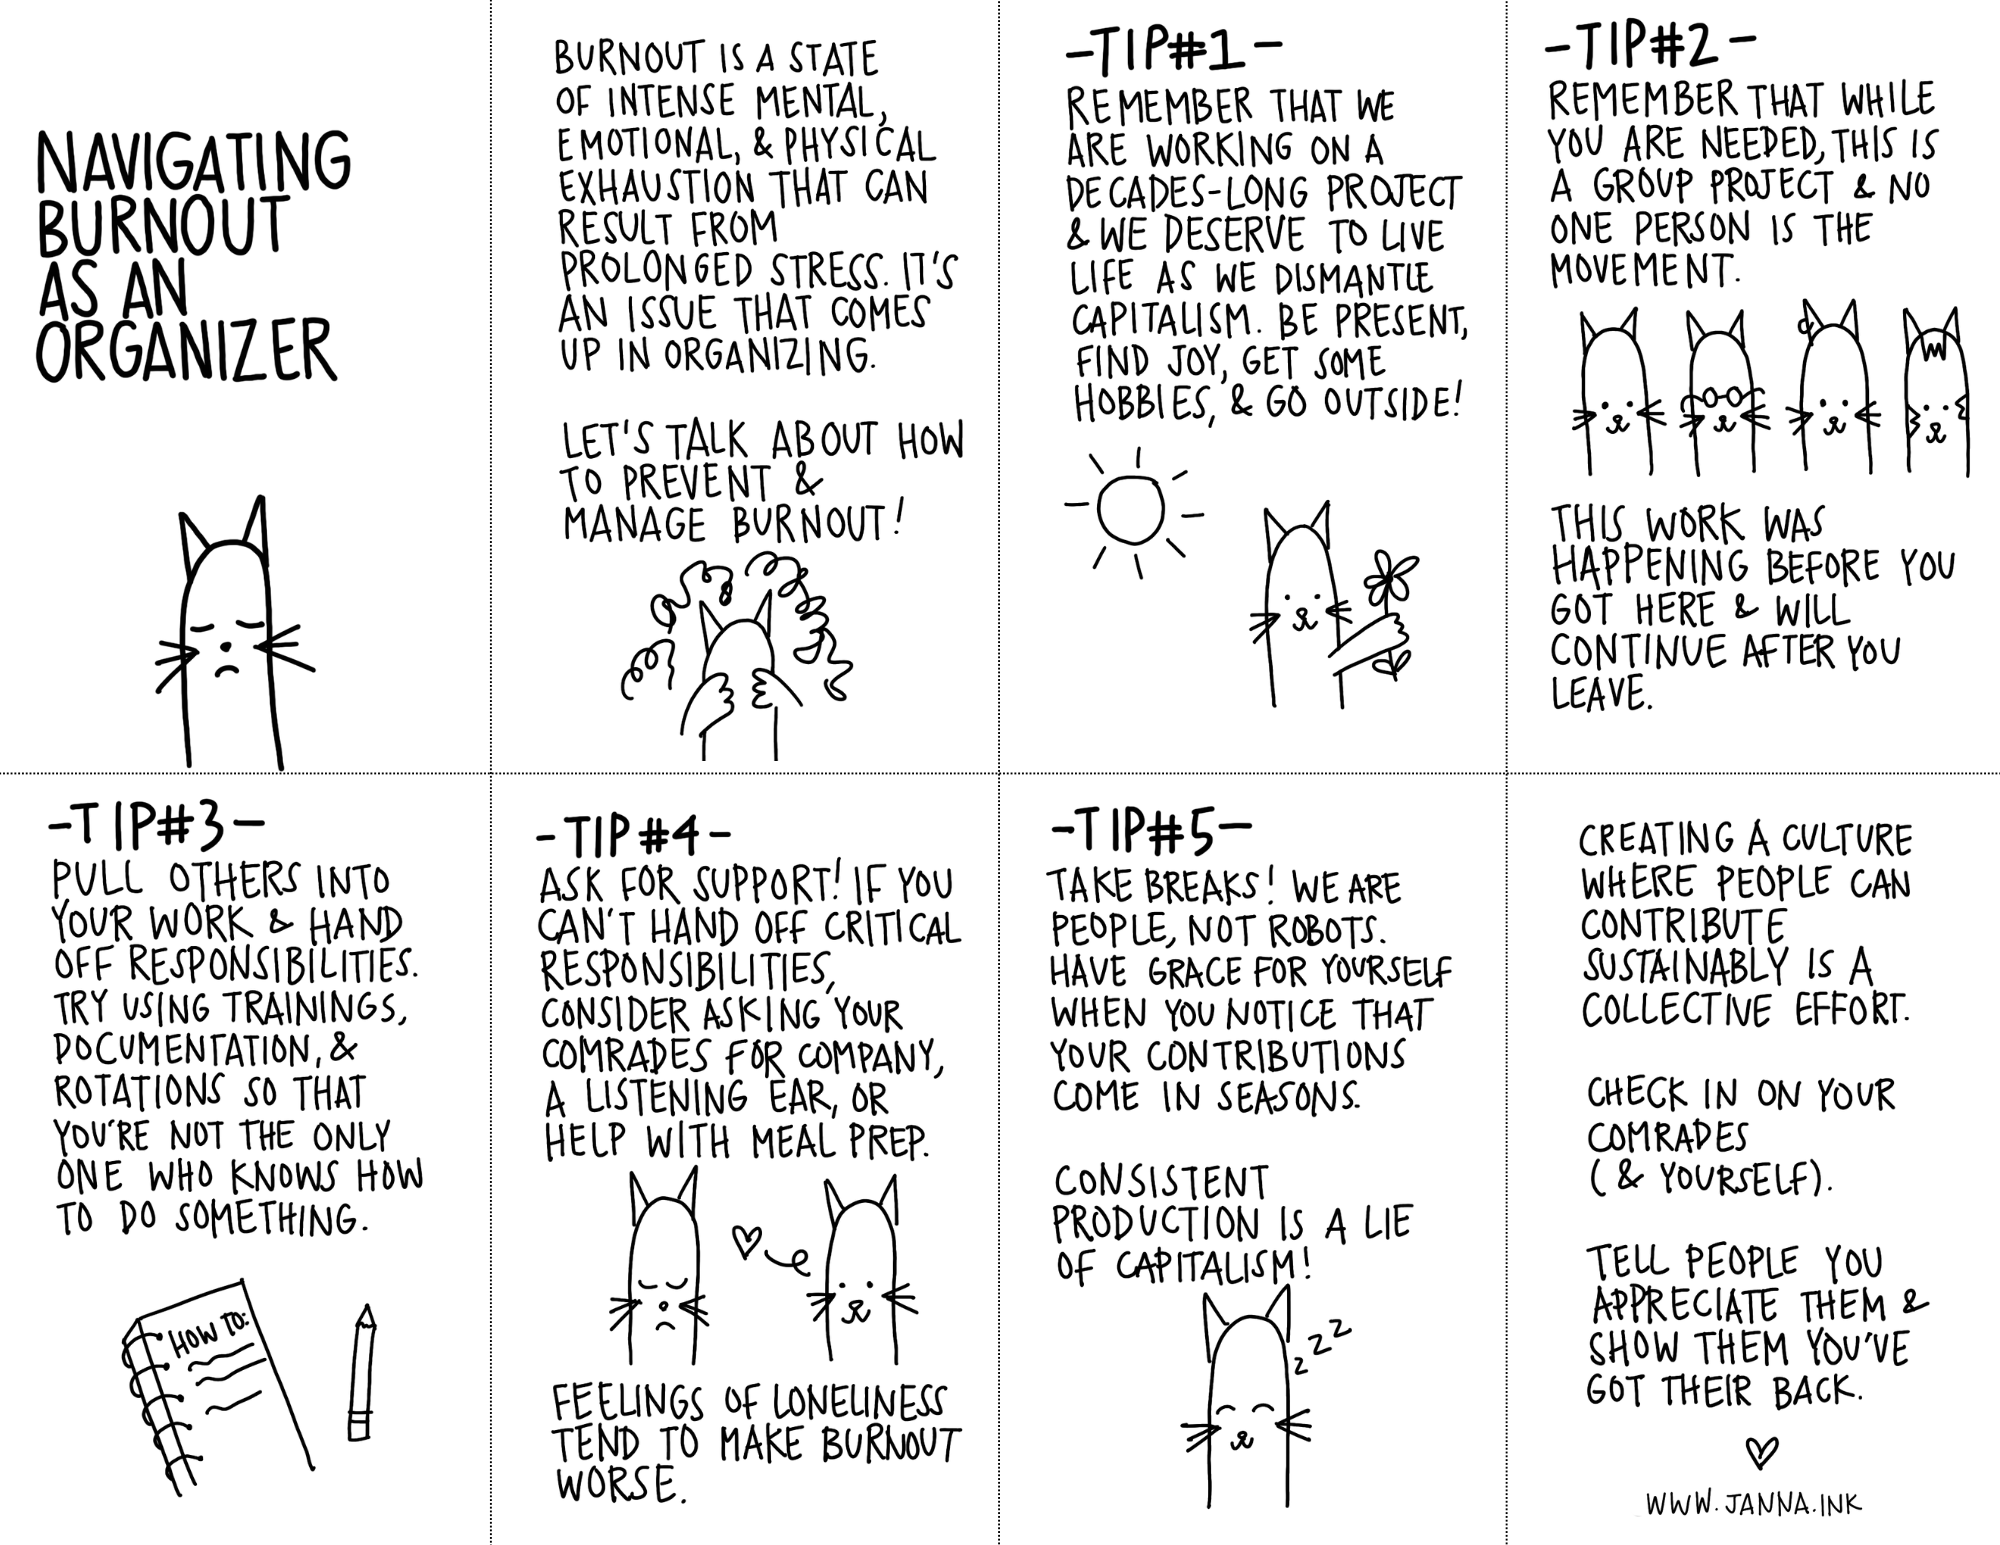 NAVIGATING
BURNOUT
AS AN
ORGANIZER
BURNOUT IS A STATE
OF INTENSE MENTAL,
EMOTIONAL, & PHYSICAL
EXHAUSTION THAT CAN
RESULT FROM
PROLONGED STRESS. IT'S
AN ISSUE THAT COMES
UP IN ORGANIZING.
LET'S TALK ABOUT HOW
TO PREVENT &
MANAGE BURNOUT!
-TIP#1-
REMEMBER THAT WE
ARE WORKING ON A
DECADES-LONG PROJECT
& WE DESERVE TO LIVE
LIFE AS WE DISMANTLE
CAPITALISM. BE PRESENT,
FIND JOY, GET SOME
HOBBIES, & GO OUTSIDE!
-TIP#2-
REMEMBER THAT WHILE
YOU ARE NEEDED, THIS IS
A GROUP PROJECT & NO
ONE PERSON IS THE
MOVEMENT.
THIS WORK WAS
HAPPENING BEFORE YOU
GOT HERE & WILL
CONTINUE AFTER YOU
LEAVE.
-TIP#3-
PULL OTHERS INTO
YOUR WORK & HAND
OFF RESPONSIBILITIES.
TRY USING TRAININGS,
DOCUMENTATION, &
ROTATIONS SO THAT
YOU'RE NOT THE ONLY
ONE WHO KNOWS HOW
TO DO SOMETHING.
HOW TO:
-TIP #4-
ASK FOR SUPPORT! IF YOU
CAN'T HAND OFF CRITICAL
RESPONSIBILITIES,
CONSIDER ASKING YOUR
COMRADES FOR COMPANY,
A LISTENING EAR, OR
HELP WITH MEAL PREP.
FEELINGS OF LONELINESS
TEND TO MAKE BURNOUT
WORSE.
-TIP#5-
TAKE BREAKS! WE ARE
PEOPLE, NOT ROBOTS.
HAVE GRACE FOR YOURSELF
WHEN YOU NOTICE THAT
YOUR CONTRIBUTIONS
COME IN SEASONS.
CONSISTENT
PRODUCTION IS A LIE
OF CAPITALISM!
z z z
CREATING A CULTURE
WHERE PEOPLE CAN
CONTRIBUTE
SUSTAINABLY IS A
COLLECTIVE EFFORT.
CHECK IN ON YOUR
COMRADES
(& YOURSELF).
TELL PEOPLE YOU
APPRECIATE THEM &
SHOW THEM YOU'VE
GOT THEIR BACK.
WWW.JANNA.INK